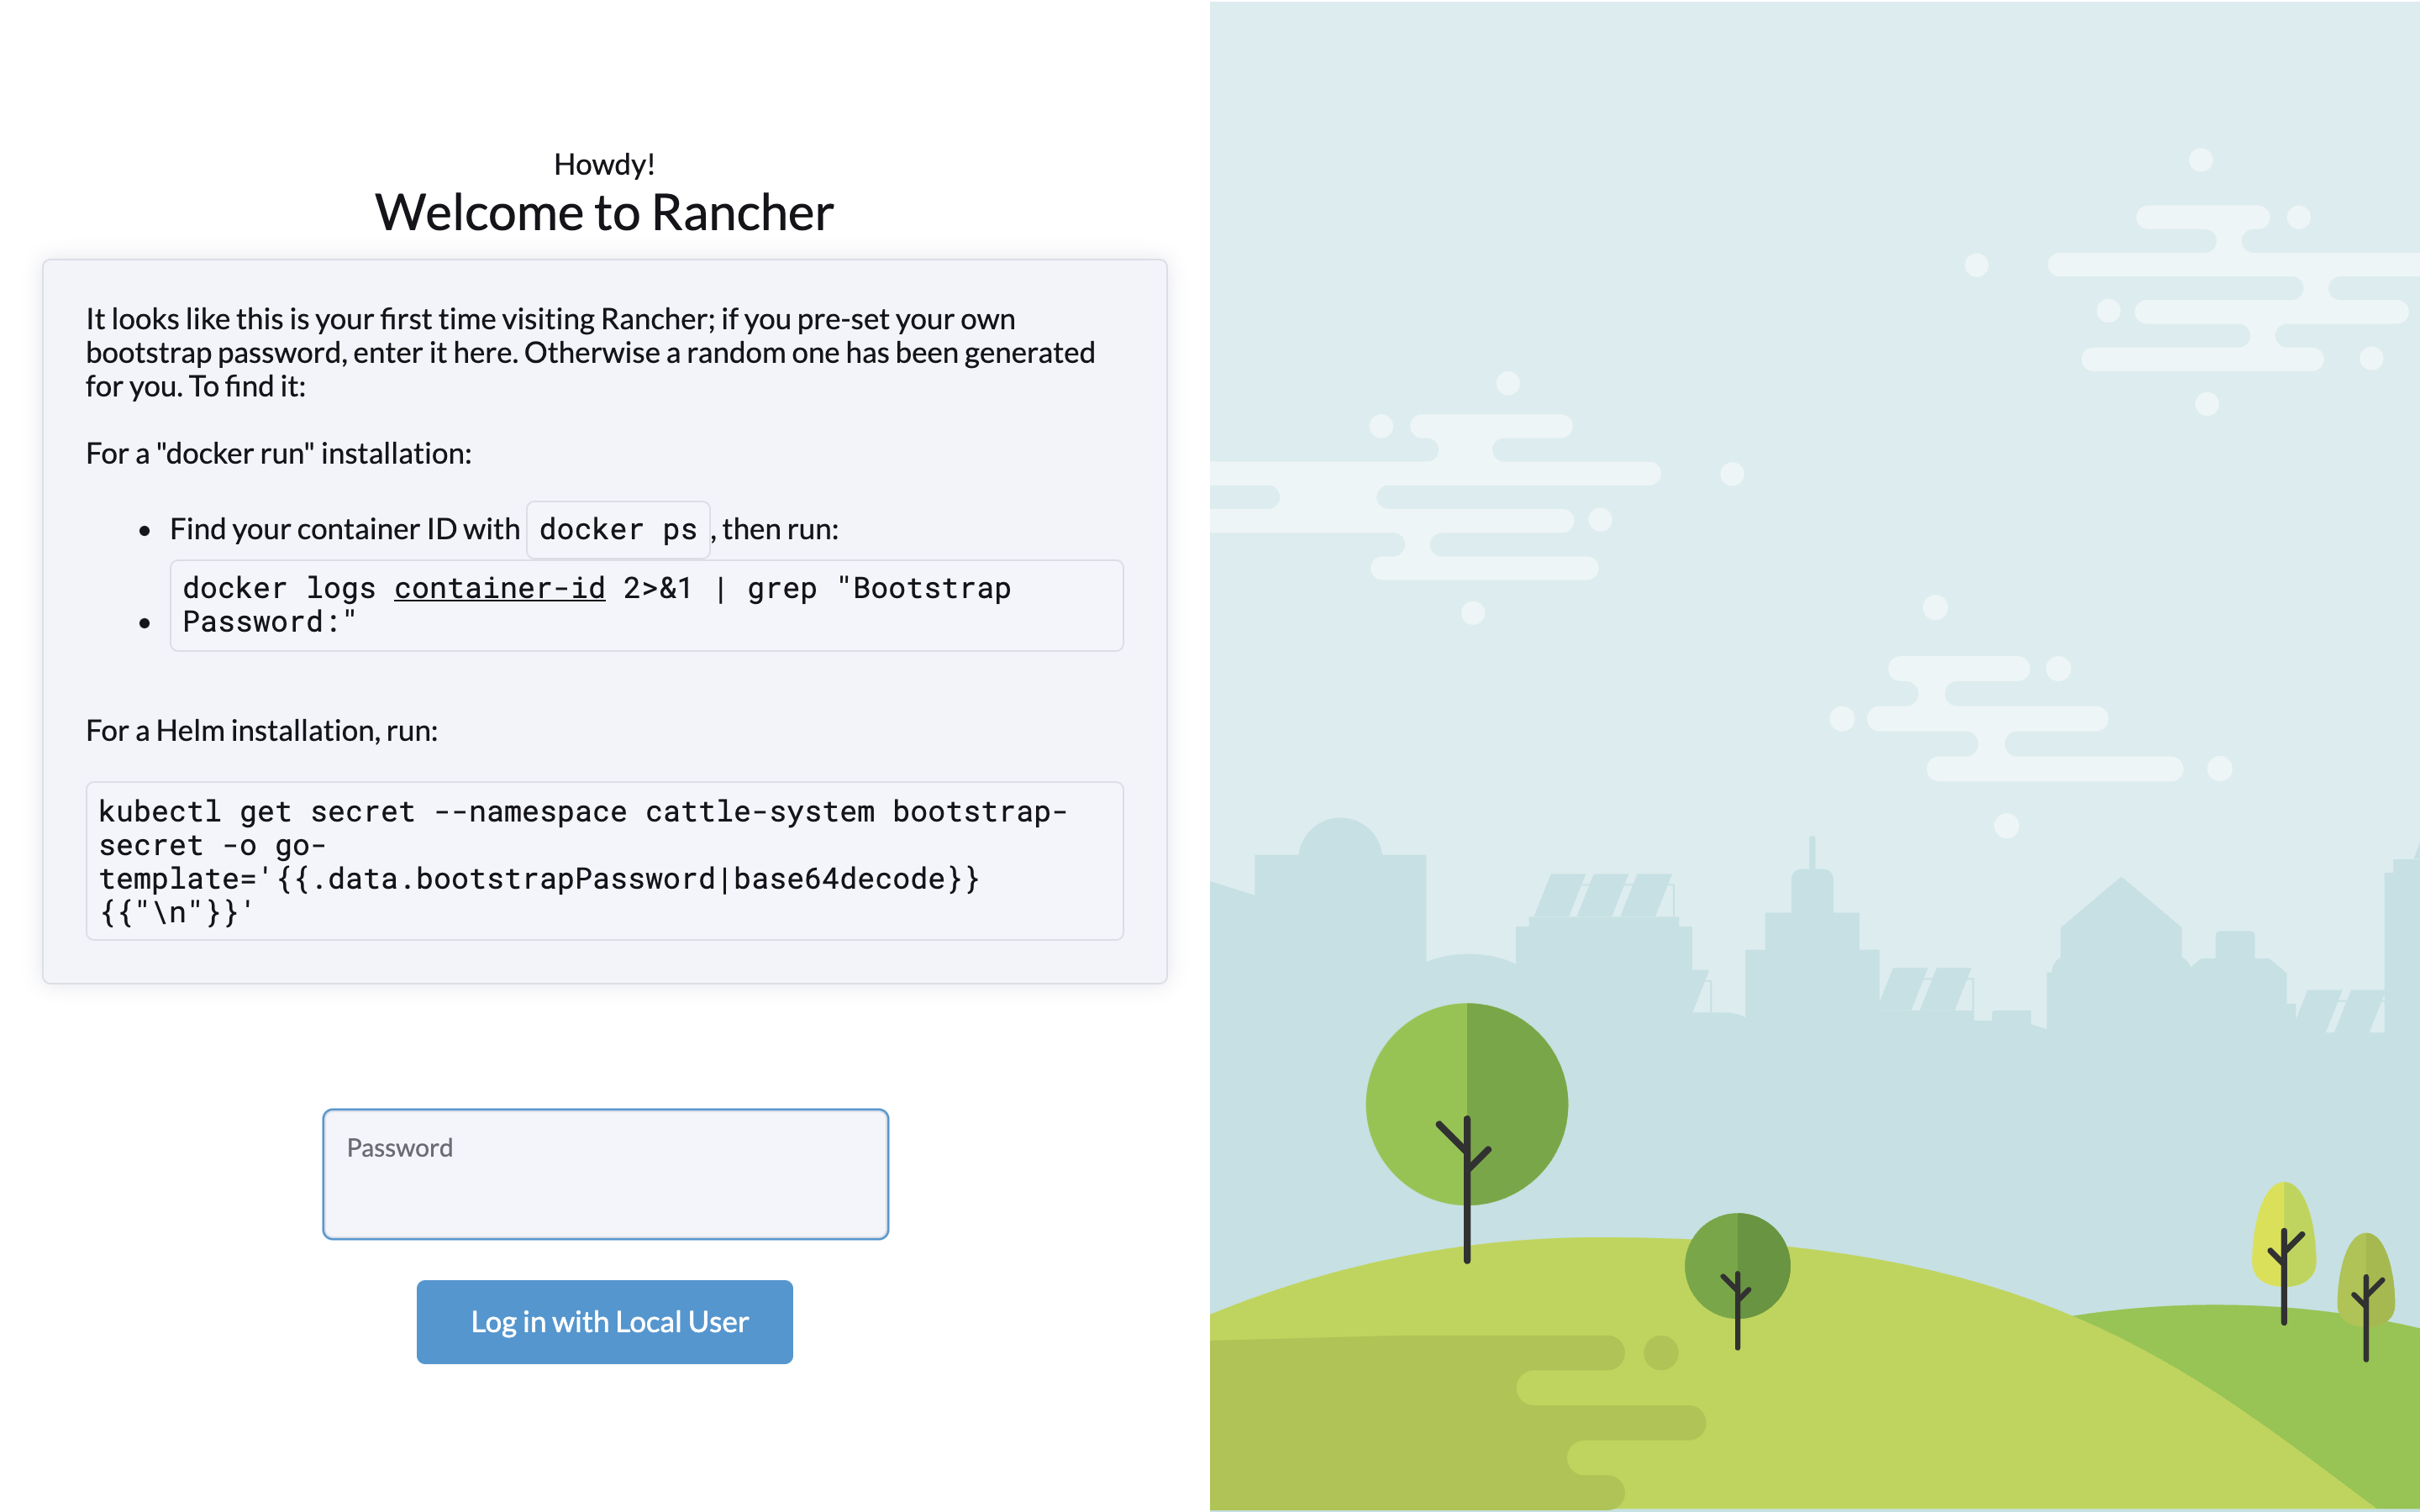 Howdy!
Welcome to Rancher
It looks like this is your first time visiting Rancher; if you pre-set your own
bootstrap password, enter it here. Otherwise a random one has been generated
for you. To find it:
For a "docker run" installation:
• Find your container ID with docker ps , then run:
• docker logs container-id 2>&1 | grep "Bootstrap
Password:"
For a Helm installation, run:
kubectl get secret --namespace cattle-system bootstrap-
secret -o go-
template='{{.data.bootstrapPassword|base64decode}}
{{"\n"}}'
Password
Log in with Local User